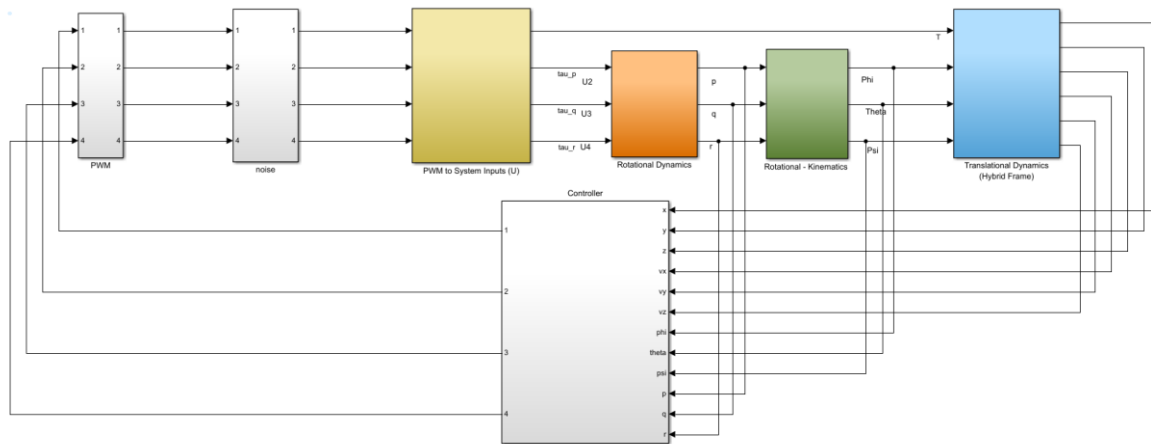 1 1 1 1
T
2 2 2 2
tau_p U2 p Phi
3 3 3 3
tau_q U3 q Theta
4 4 4 4
tau_r U4 r Psi
PWM
noise
PWM to System Inputs (U)
Rotational Dynamics
Rotational - Kinematics
Translational Dynamics
(Hybrid Frame)
Controller
x
1 y
z
vx
2 vy
vz
phi
3 theta
psi
p
4 q
r